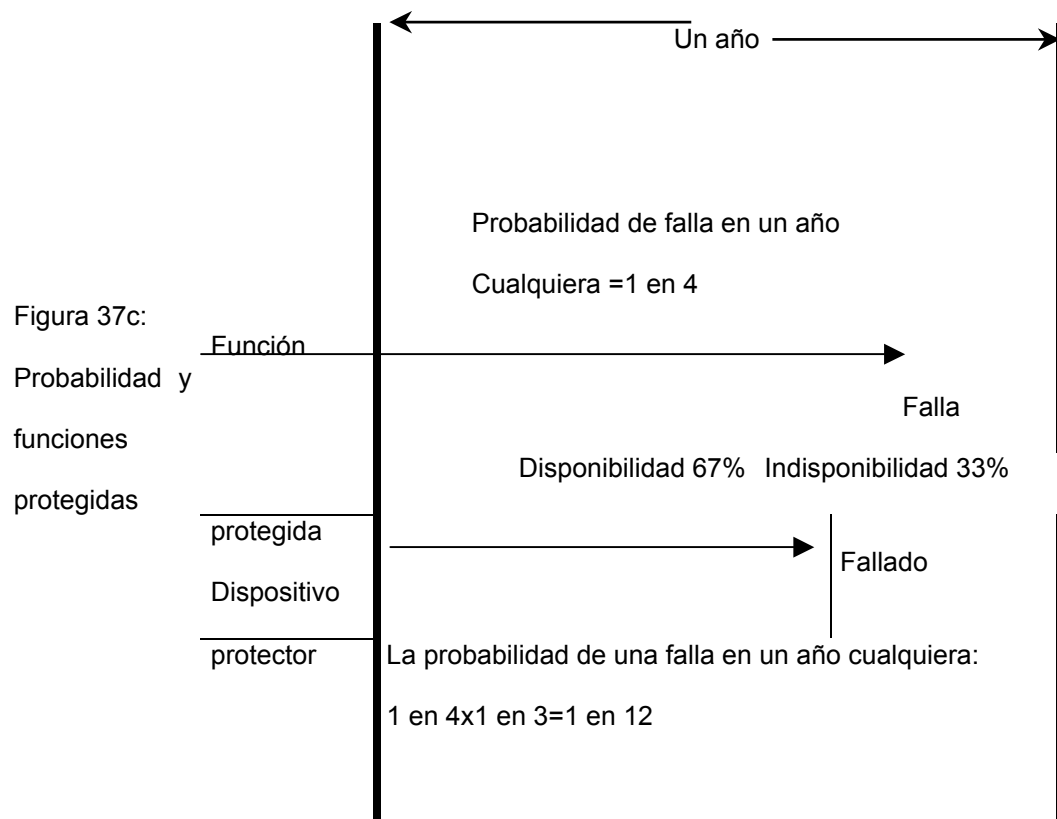 Un año
Probabilidad de falla en un año
Cualquiera =1 en 4
Figura 37c:
Probabilidad y
funciones
protegidas
Función
Falla
Disponibilidad 67% Indisponibilidad 33%
protegida
Dispositivo
protector
Fallado
La probabilidad de una falla en un año cualquiera:
1 en 4x1 en 3=1 en 12